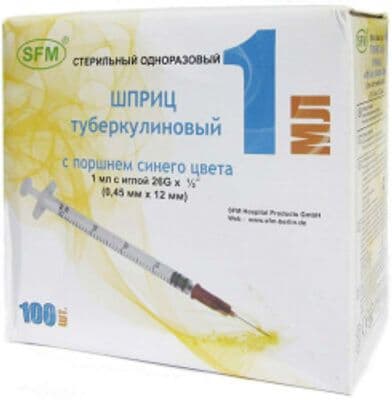 SFM®
СТЕРИЛЬНЫЙ ОДНОРАЗОВЫЙ
ШПРИЦ
туберкулиновый
1 МЛ
с поршнем синего цвета
1 мл с иглой 26G x ½"
(0,45 мм x 12 мм)
SFM Hospital Products GmbH
Web: www.sfm-berlin.de
100 шт.